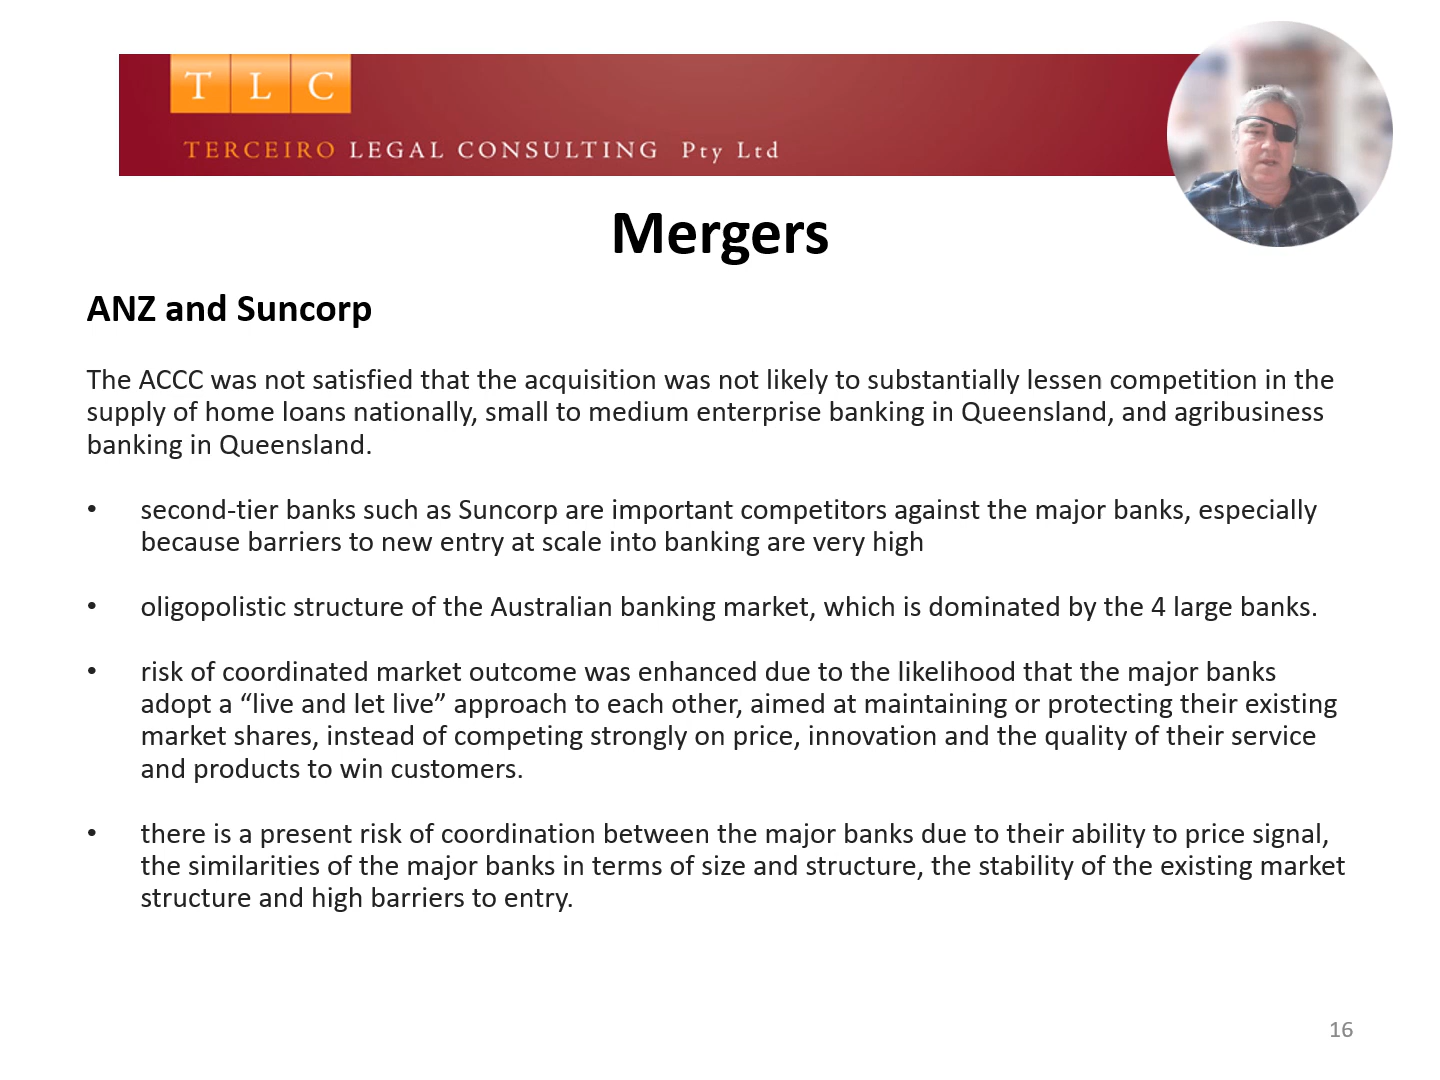 T L C
TERCEIRO LEGAL CONSULTING Pty Ltd
Mergers
ANZ and Suncorp
The ACCC was not satisfied that the acquisition was not likely to substantially lessen competition in the
supply of home loans nationally, small to medium enterprise banking in Queensland, and agribusiness
banking in Queensland.
• second-tier banks such as Suncorp are important competitors against the major banks, especially
because barriers to new entry at scale into banking are very high
• oligopolistic structure of the Australian banking market, which is dominated by the 4 large banks.
• risk of coordinated market outcome was enhanced due to the likelihood that the major banks
adopt a “live and let live” approach to each other, aimed at maintaining or protecting their existing
market shares, instead of competing strongly on price, innovation and the quality of their service
and products to win customers.
• there is a present risk of coordination between the major banks due to their ability to price signal,
the similarities of the major banks in terms of size and structure, the stability of the existing market
structure and high barriers to entry.
16